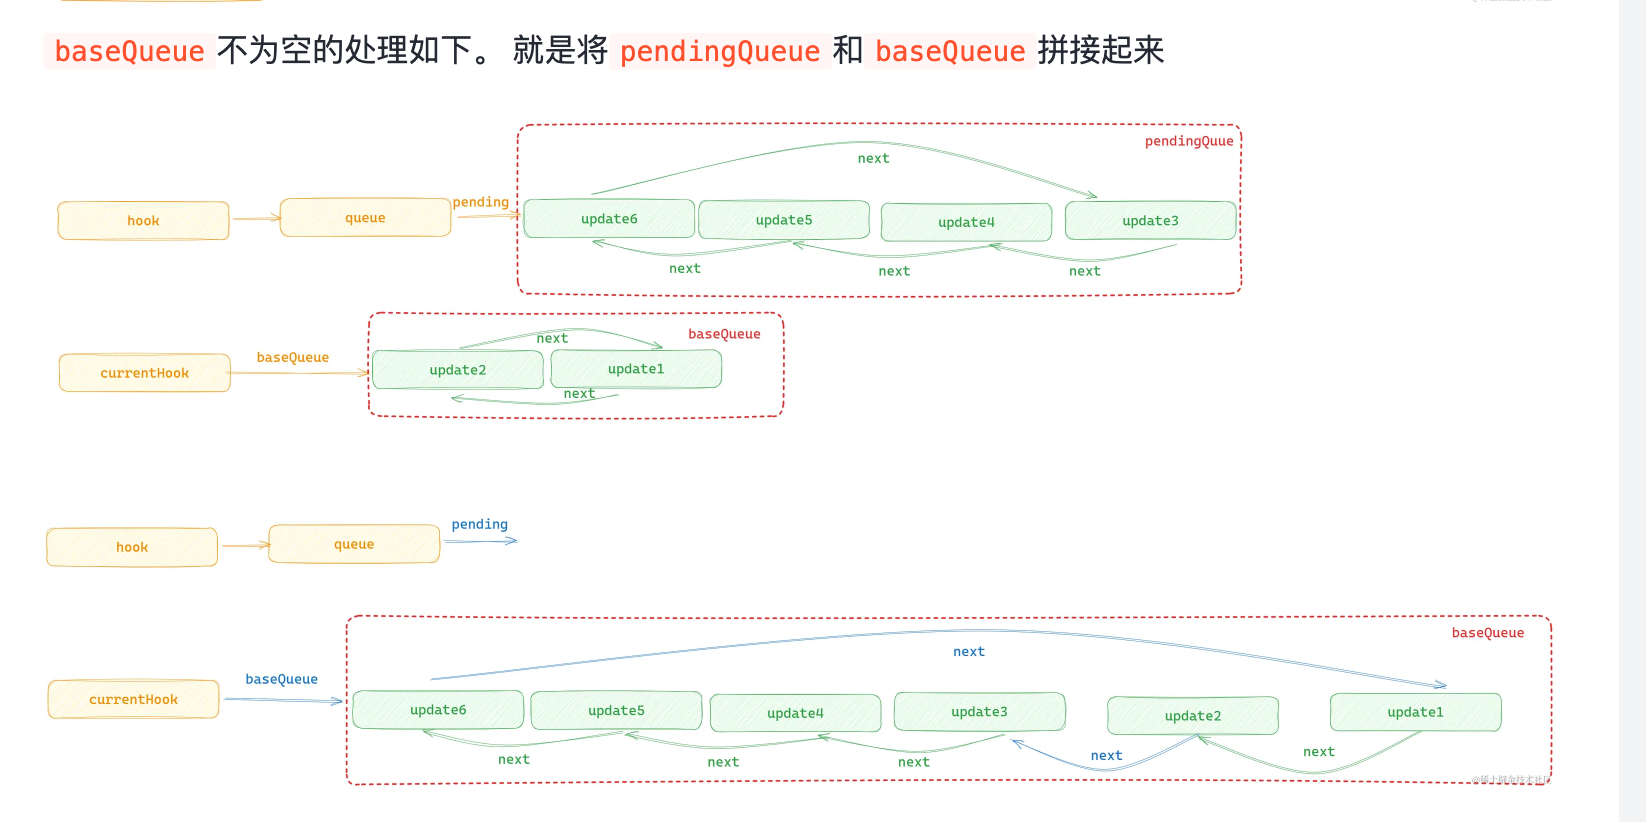 baseQueue 不为空的处理如下。 就是将 pendingQueue 和 baseQueue 拼接起来
pendingQuue
next
hook
queue
pending
update6
update5
update4
update3
next
next
next
baseQueue
next
currentHook
baseQueue
update2
update1
next
hook
queue
pending
baseQueue
next
currentHook
baseQueue
update6
update5
update4
update3
update2
update1
next
next
next
next
next
@稀土掘金技术社区